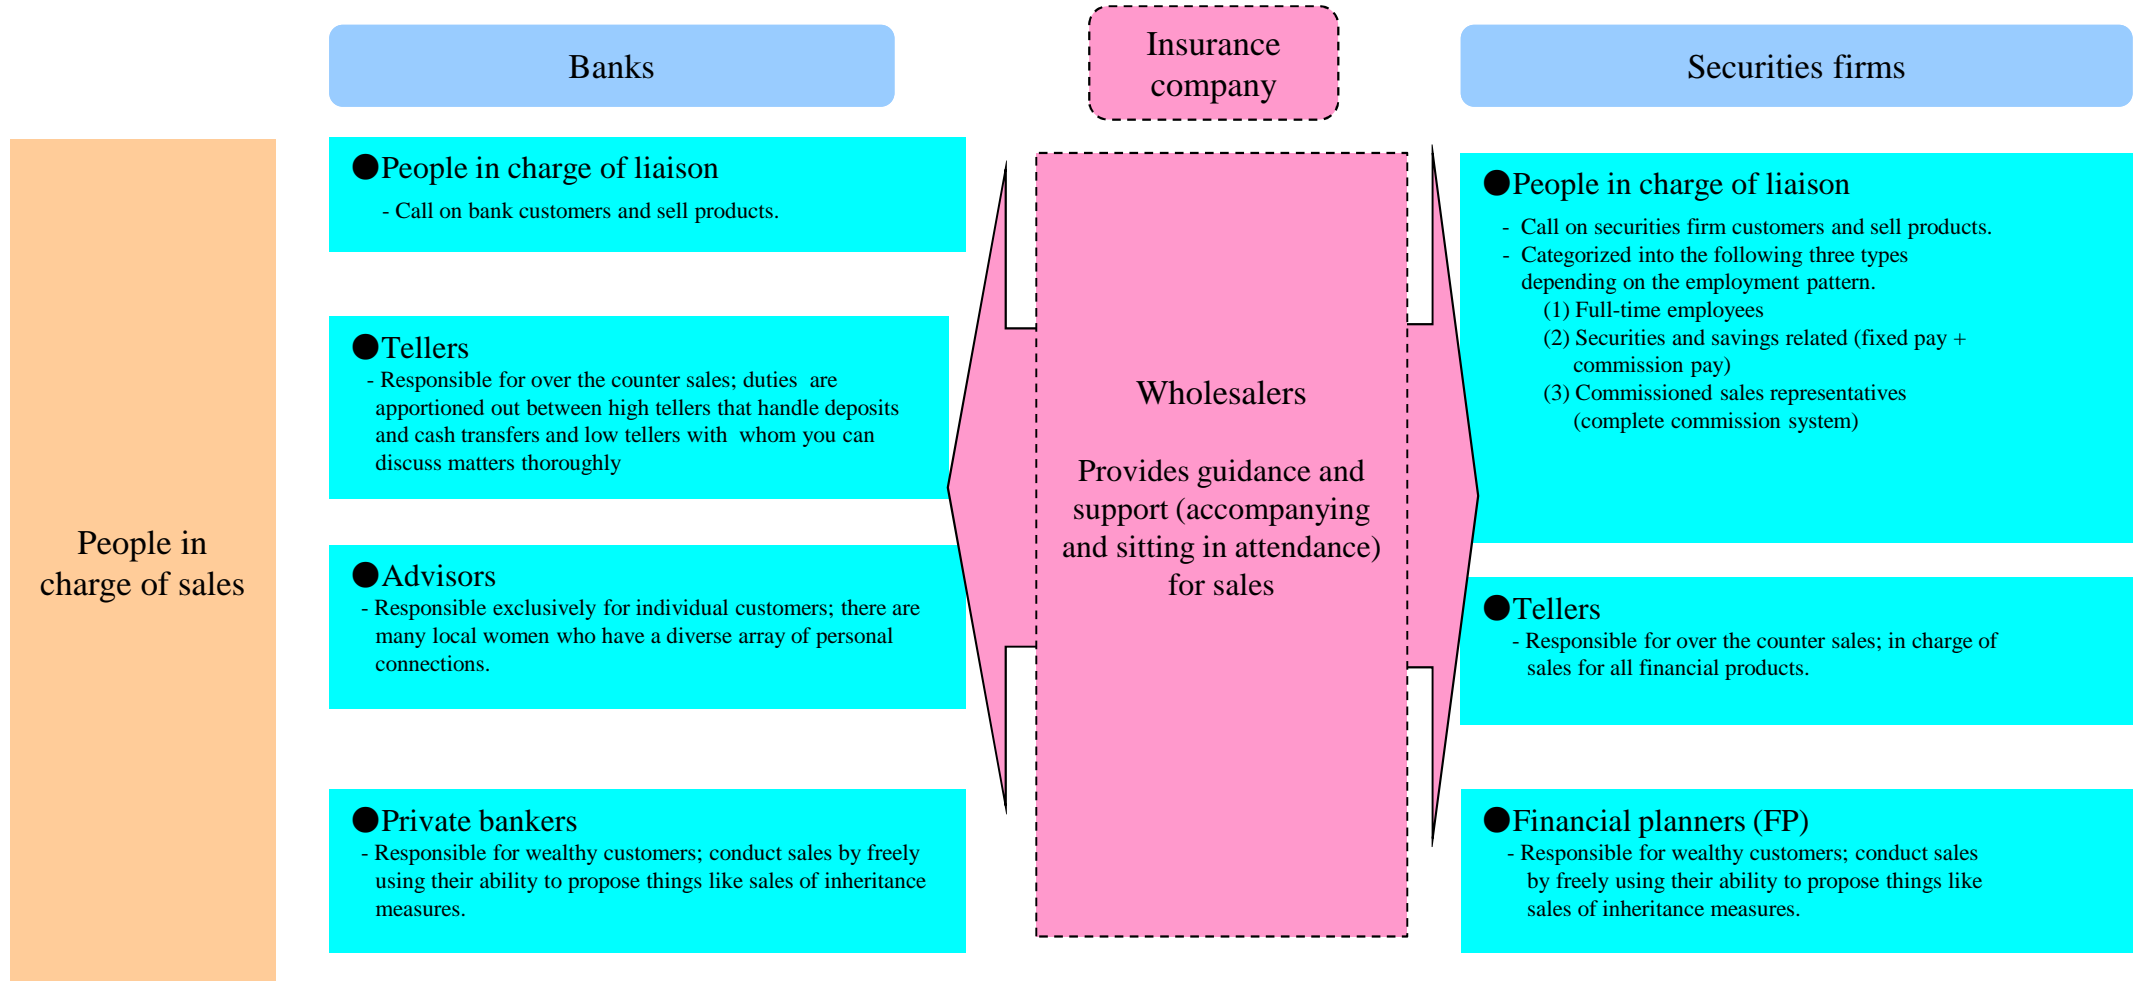 Banks
Insurance
company
Securities firms
People in
charge of sales
●People in charge of liaison
- Call on bank customers and sell products.
●Tellers
- Responsible for over the counter sales; duties are
apportioned out between high tellers that handle deposits
and cash transfers and low tellers with whom you can
discuss matters thoroughly
●Advisors
- Responsible exclusively for individual customers; there are
many local women who have a diverse array of personal
connections.
●Private bankers
- Responsible for wealthy customers; conduct sales by freely
using their ability to propose things like sales of inheritance
measures.
Wholesalers
Provides guidance and
support (accompanying
and sitting in attendance)
for sales
●People in charge of liaison
- Call on securities firm customers and sell products.
- Categorized into the following three types
depending on the employment pattern.
(1) Full-time employees
(2) Securities and savings related (fixed pay +
commission pay)
(3) Commissioned sales representatives
(complete commission system)
●Tellers
- Responsible for over the counter sales; in charge of
sales for all financial products.
●Financial planners (FP)
- Responsible for wealthy customers; conduct sales
by freely using their ability to propose things like
sales of inheritance measures.